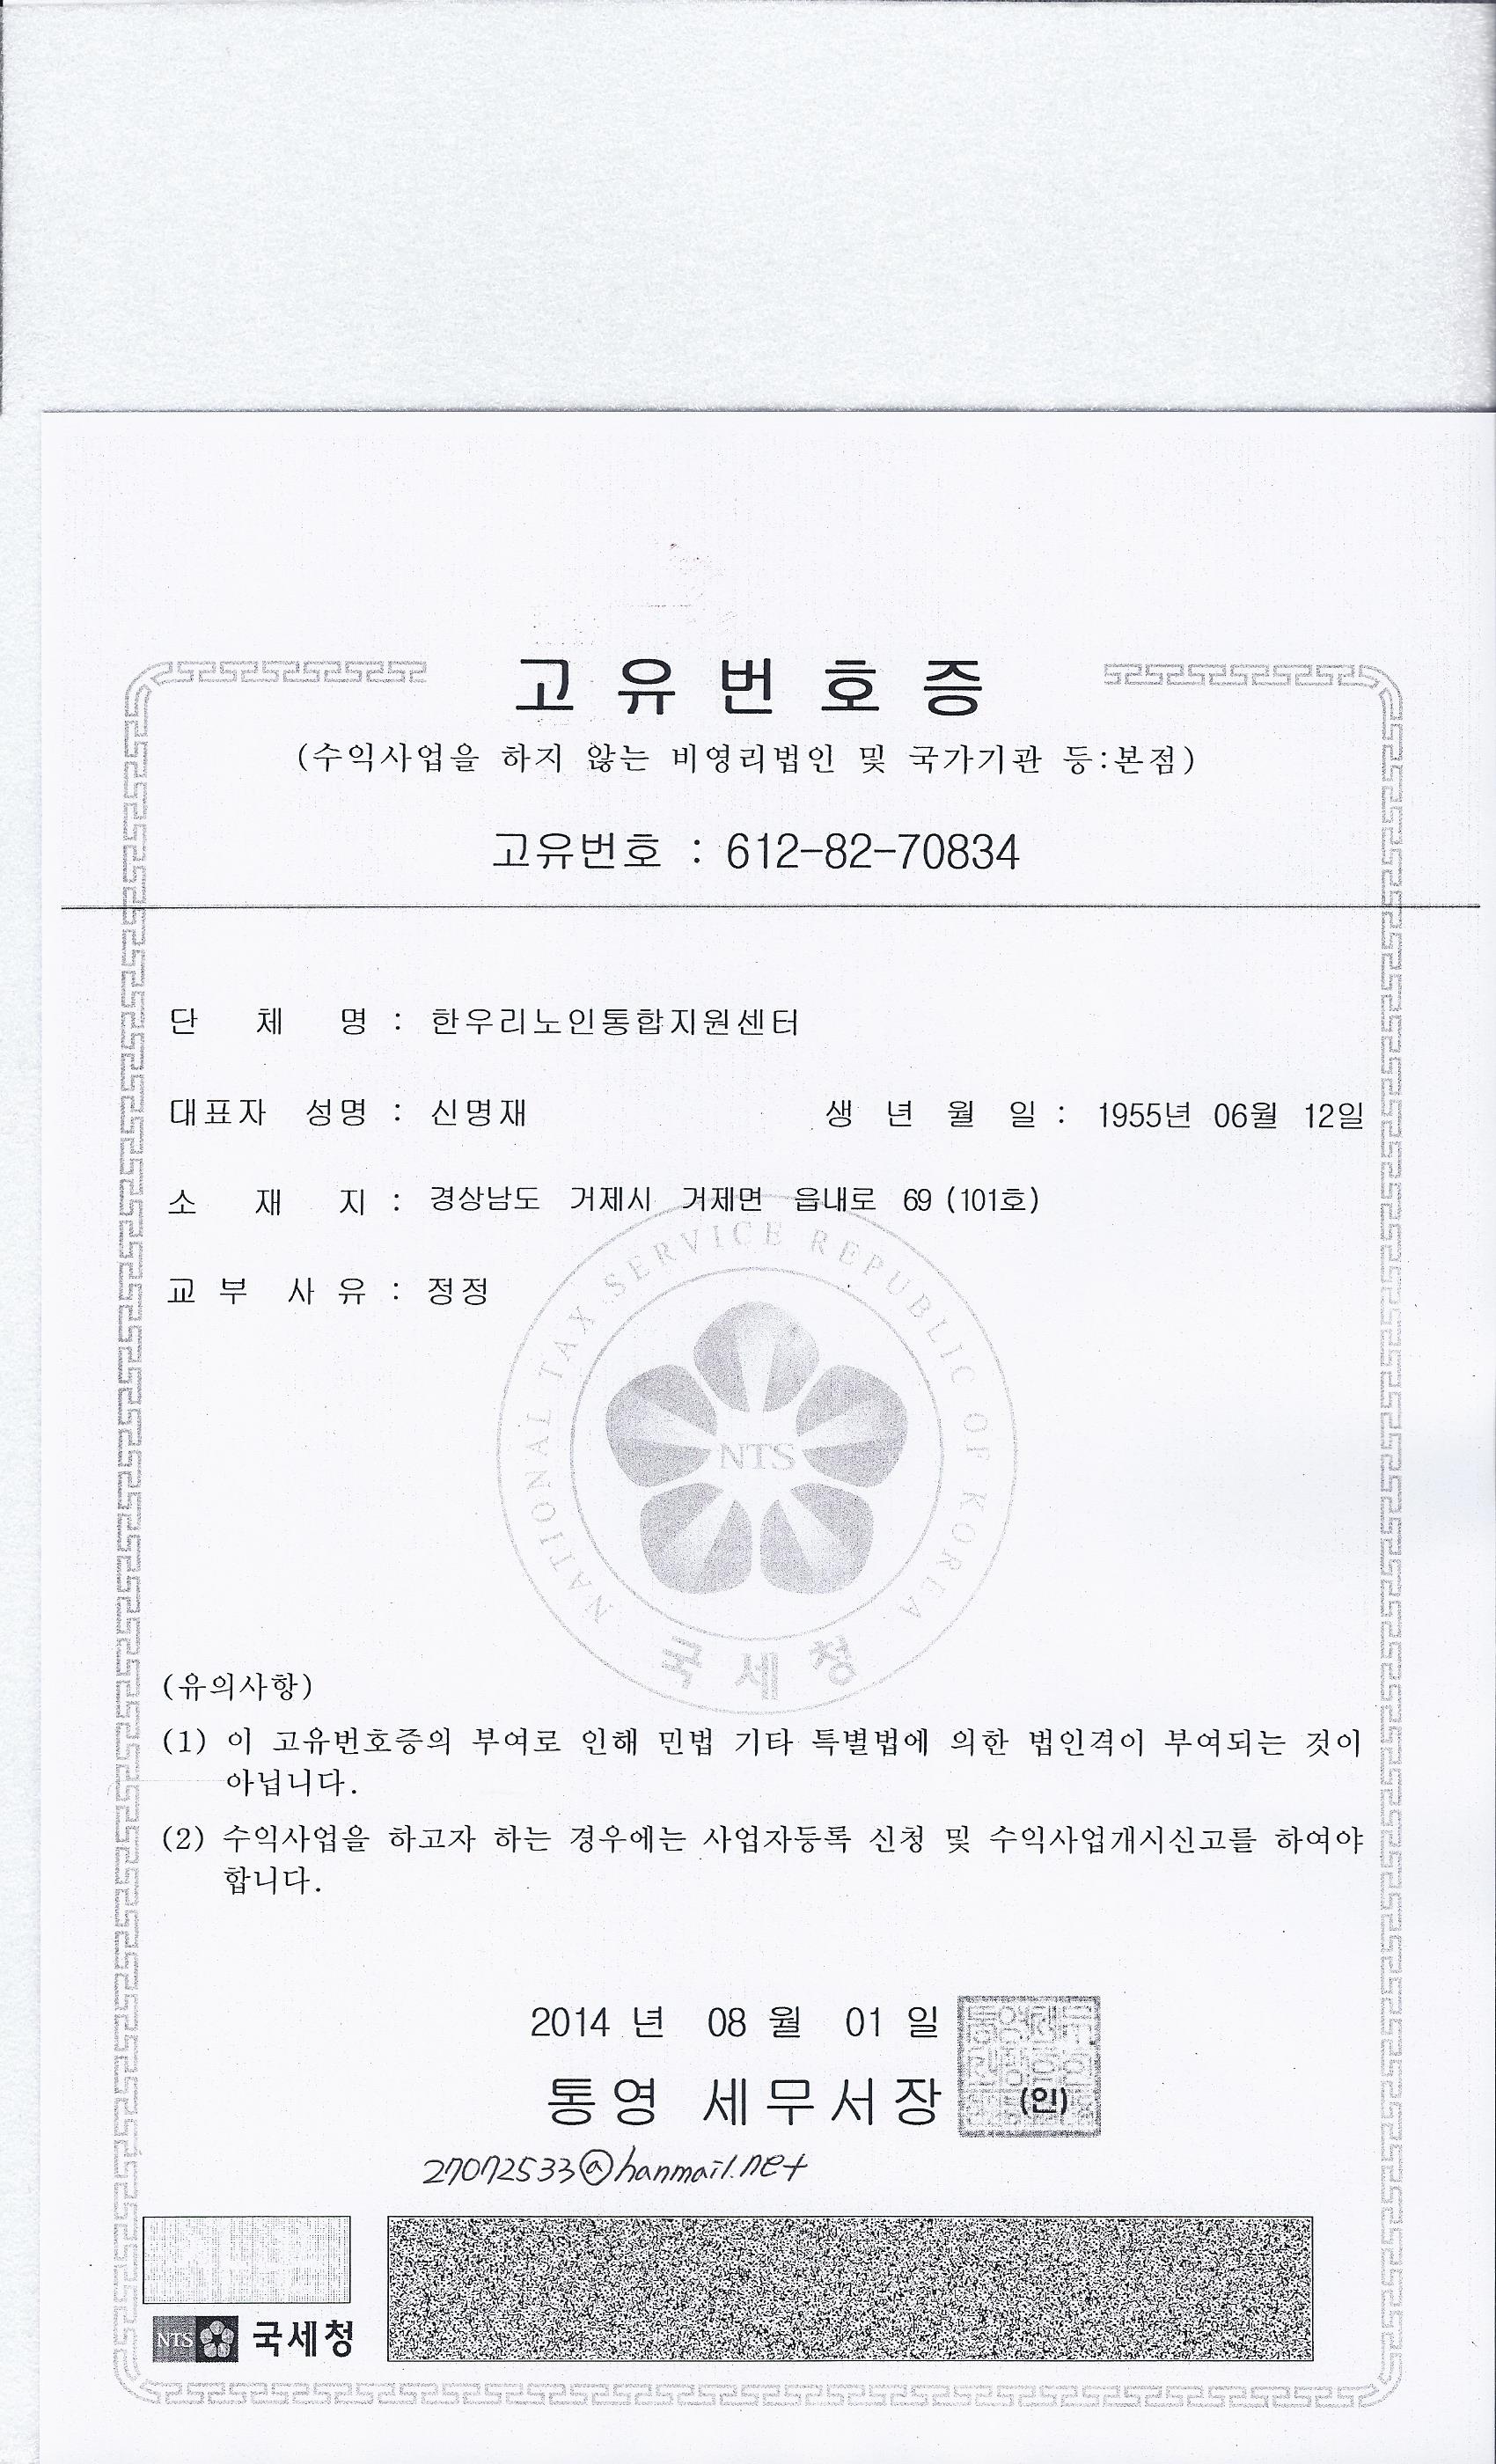 고 유 번 호 증
(수익사업을 하지 않는 비영리법인 및 국가기관 등:본점)
고유번호 : 612-82-70834
단 체 명 : 한우리노인통합지원센터
대표자 성명 : 신명재 생 년 월 일 : 1955년 06월 12일
소 재 지 : 경상남도 거제시 거제면 읍내로 69 (101호)
교 부 사 유 : 정정
NATIONAL TAX SERVICE REPUBLIC OF KOREA
NTS
국세청
(유의사항)
(1) 이 고유번호증의 부여로 인해 민법 기타 특별법에 의한 법인격이 부여되는 것이
아닙니다.
(2) 수익사업을 하고자 하는 경우에는 사업자등록 신청 및 수익사업개시신고를 하여야
합니다.
2014 년 08 월 01 일
통영 세무서장 (인)
27072533@hanmail.net
NTS 국세청